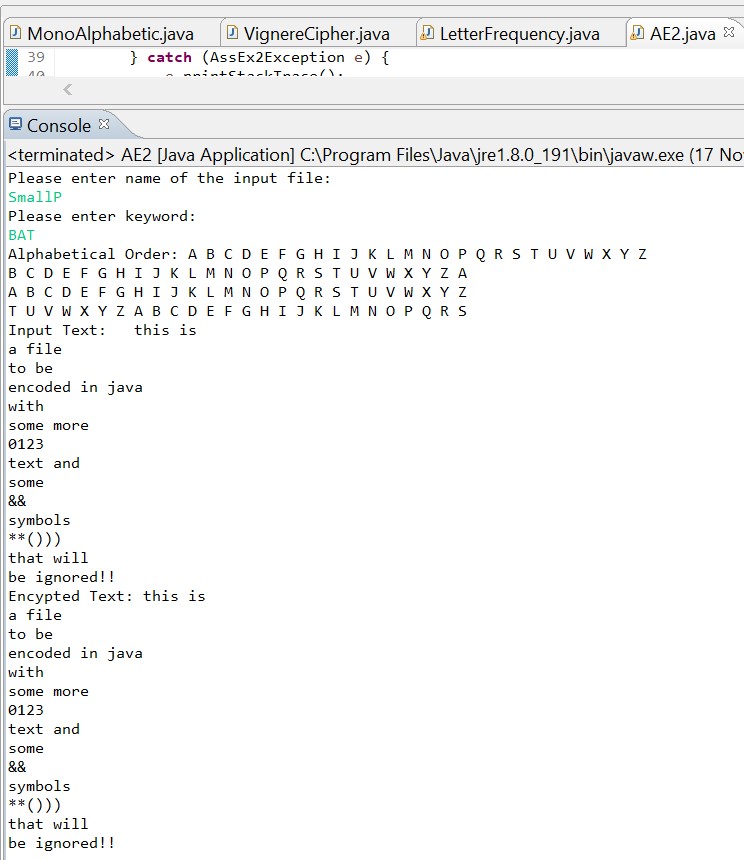 MonoAlphabetic.java VignereCipher.java LetterFrequency.java AE2.java
39 } catch (AssEx2Exception e) {
40 e.printStackTrace();
Console
<terminated> AE2 [Java Application] C:\Program Files\Java\jre1.8.0_191\bin\javaw.exe (17 No
Please enter name of the input file:
SmallP
Please enter keyword:
BAT
Alphabetical Order: A B C D E F G H I J K L M N O P Q R S T U V W X Y Z
B C D E F G H I J K L M N O P Q R S T U V W X Y Z A
A B C D E F G H I J K L M N O P Q R S T U V W X Y Z
T U V W X Y Z A B C D E F G H I J K L M N O P Q R S
Input Text:   this is
a file
to be
encoded in java
with
some more
0123
text and
some
&&
symbols
**()))
that will
be ignored!!
Encypted Text: this is
a file
to be
encoded in java
with
some more
0123
text and
some
&&
symbols
**()))
that will
be ignored!!